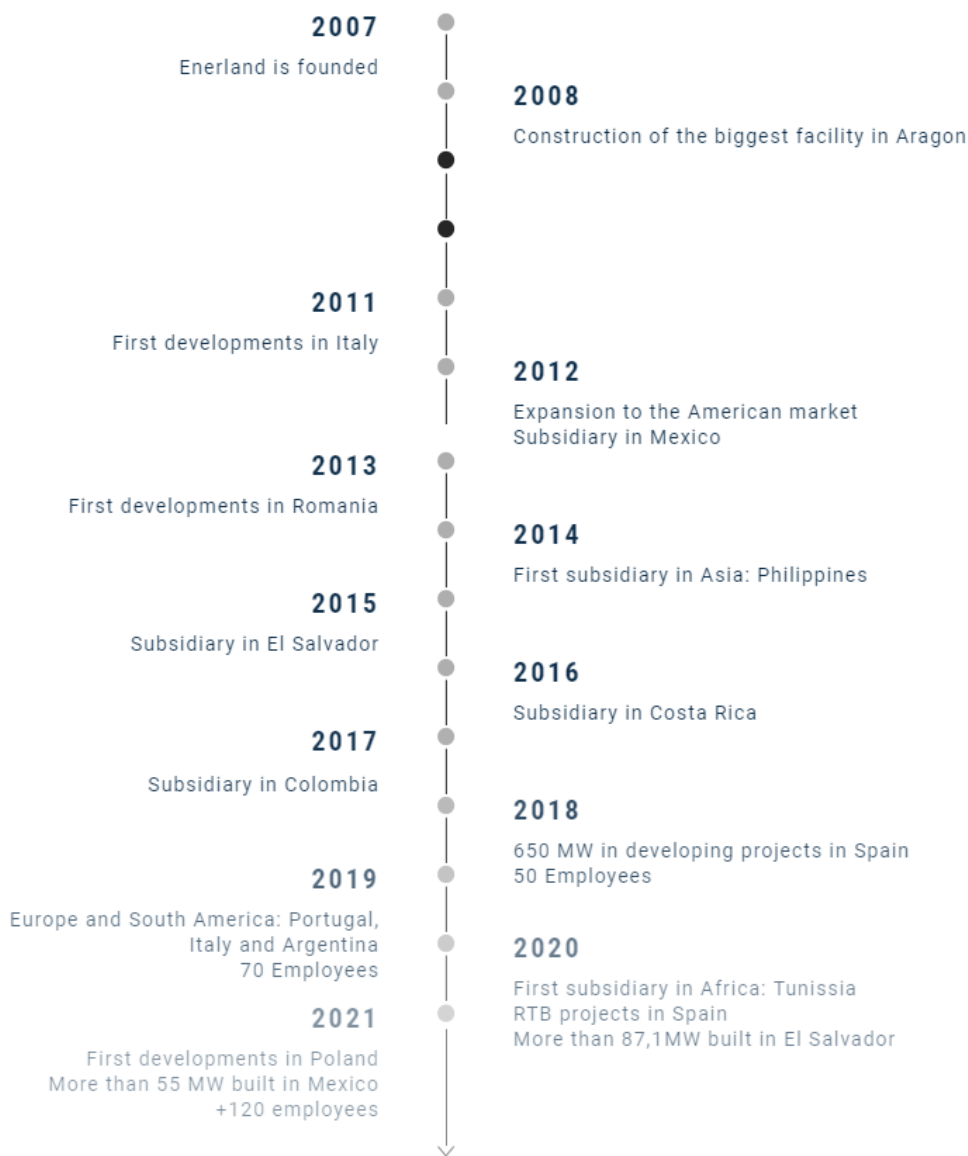 2007
Enerland is founded
2008
Construction of the biggest facility in Aragon
2011
First developments in Italy
2012
Expansion to the American market
Subsidiary in Mexico
2013
First developments in Romania
2014
First subsidiary in Asia: Philippines
2015
Subsidiary in El Salvador
2016
Subsidiary in Costa Rica
2017
Subsidiary in Colombia
2018
650 MW in developing projects in Spain
50 Employees
2019
Europe and South America: Portugal,
Italy and Argentina
70 Employees
2020
First subsidiary in Africa: Tunissia
RTB projects in Spain
More than 87,1MW built in El Salvador
2021
First developments in Poland
More than 55 MW built in Mexico
+120 employees